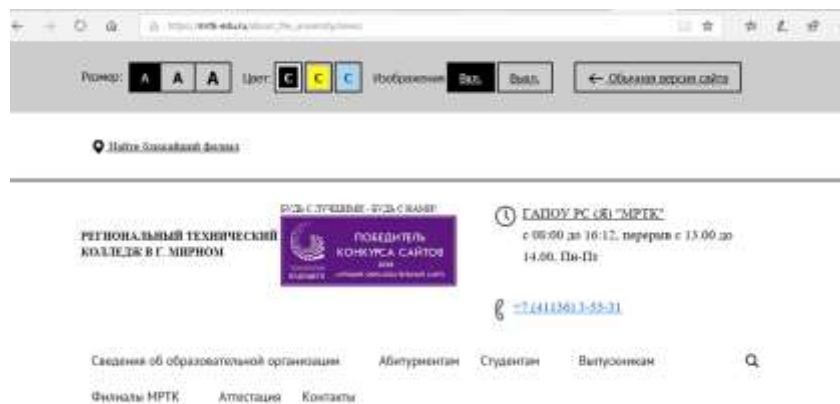 Размер: A A A Цвет: C C C Изображения: Вкл. Выкл. ← Обычная версия сайта
Найти ближайший филиал
РЕГИОНАЛЬНЫЙ ТЕХНИЧЕСКИЙ
КОЛЛЕДЖ В Г. МИРНОМ
БУДЬ С ЛУЧШИМИ - БУДЬ С НАМИ!
ПОБЕДИТЕЛЬ
КОНКУРСА САЙТОВ
ГАПОУ РС (Я) "МРТК"
с 08:00 до 16:12, перерыв с 13.00 до
14.00, Пн-Пт
+7 (41136) 3-55-31
Сведения об образовательной организации Абитуриентам Студентам Выпускникам
Филиалы МРТК Аттестация Контакты